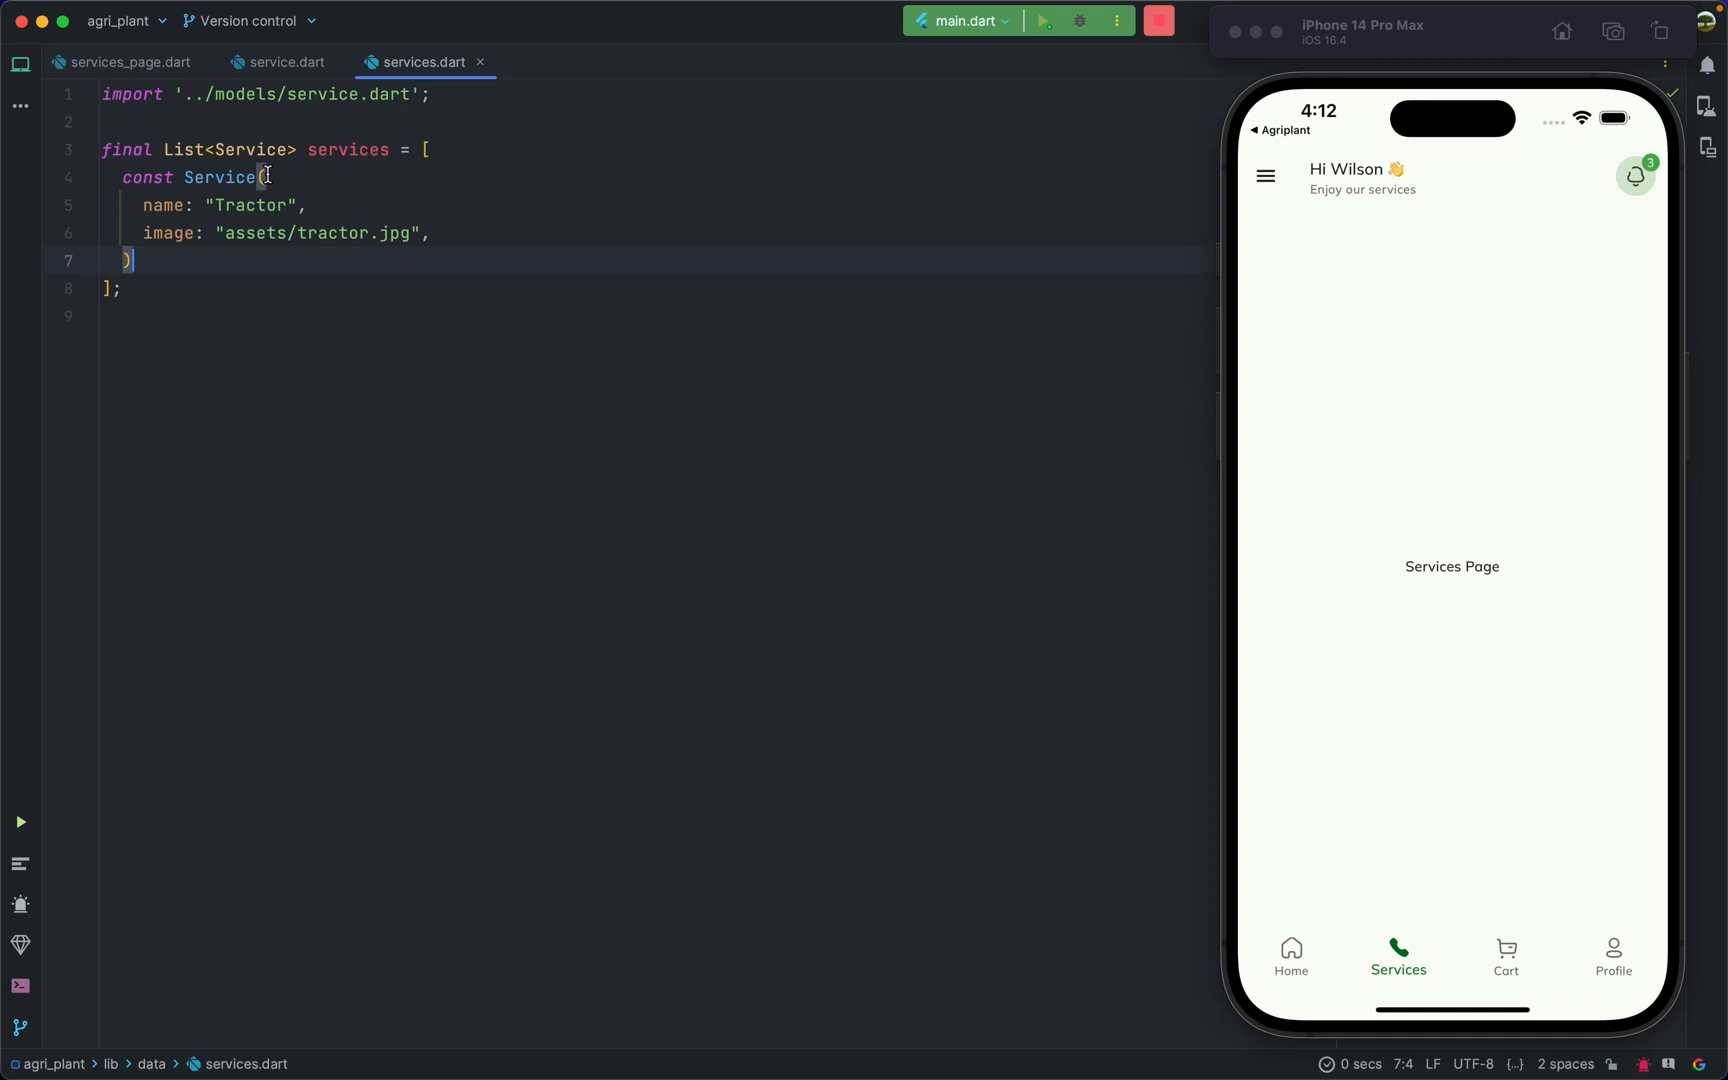 agri_plant
Version control
main.dart
iPhone 14 Pro Max
iOS 16.4
services_page.dart
service.dart
services.dart
1 import '../models/service.dart';
2
3 final List<Service> services = [
4 const Service(
5 name: "Tractor",
6 image: "assets/tractor.jpg",
7 )
8 ];
9
4:12
Agriplant
Hi Wilson 👋
Enjoy our services
3
Services Page
Home
Services
Cart
Profile
agri_plant > lib > data > services.dart
0 secs 7:4 LF UTF-8 {...} 2 spaces